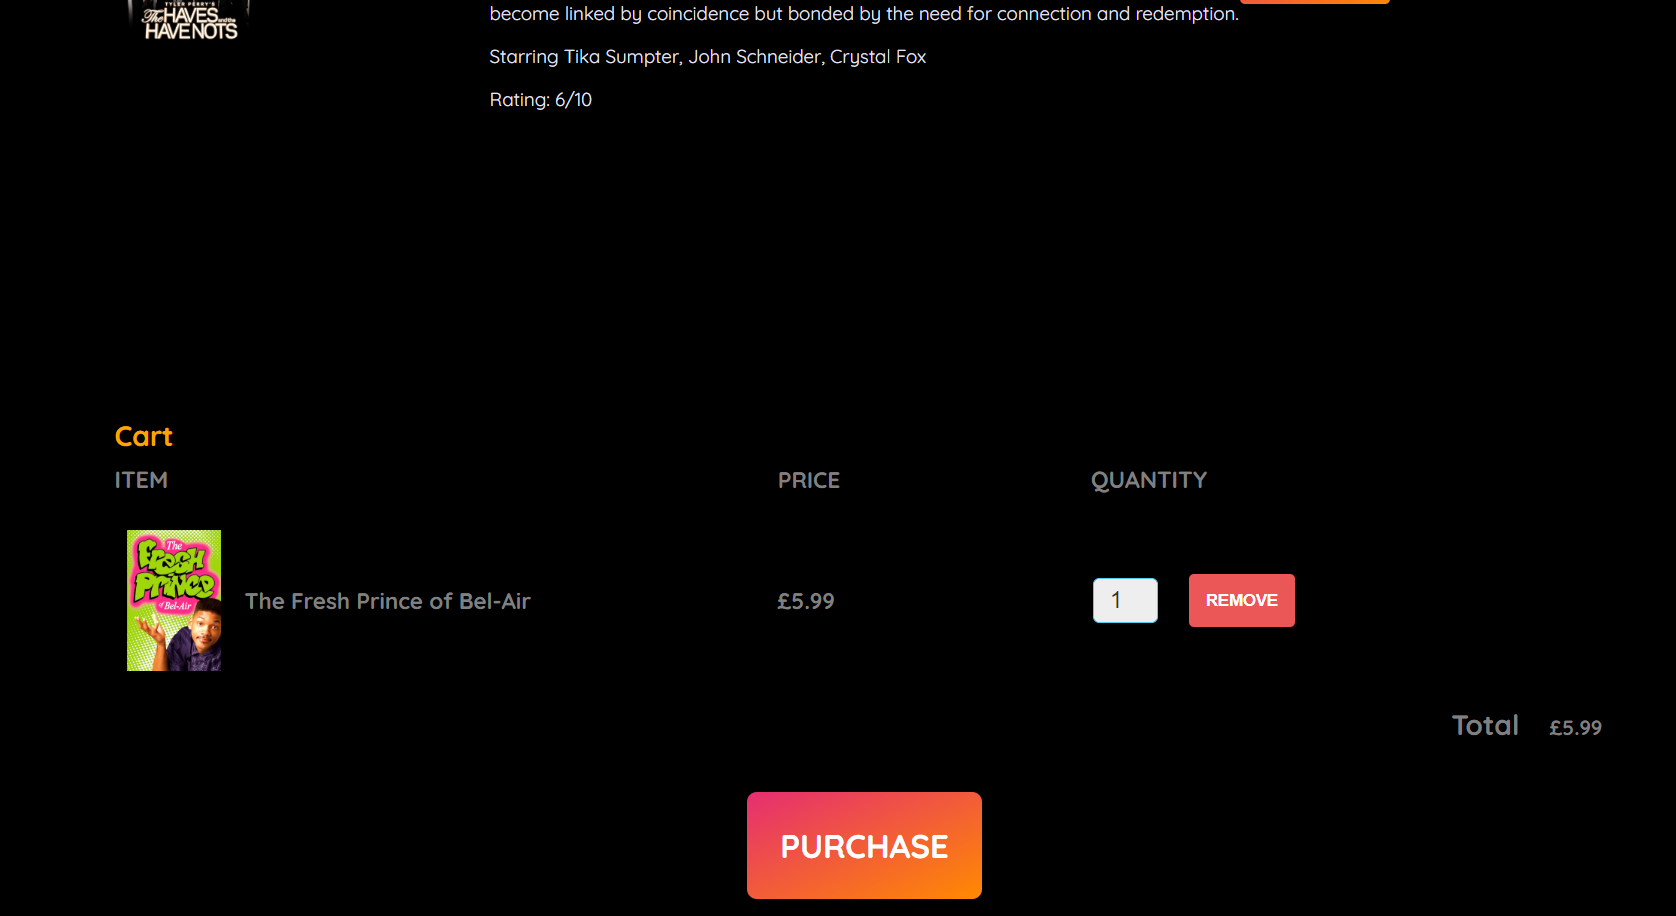 TYLER PERRY'S
The HAVES and the
HAVE NOTS
become linked by coincidence but bonded by the need for connection and redemption.
Starring Tika Sumpter, John Schneider, Crystal Fox
Rating: 6/10
Cart
ITEM PRICE QUANTITY
The
FRESH
PRINCE
of Bel-Air
The Fresh Prince of Bel-Air £5.99 1 REMOVE
Total £5.99
PURCHASE